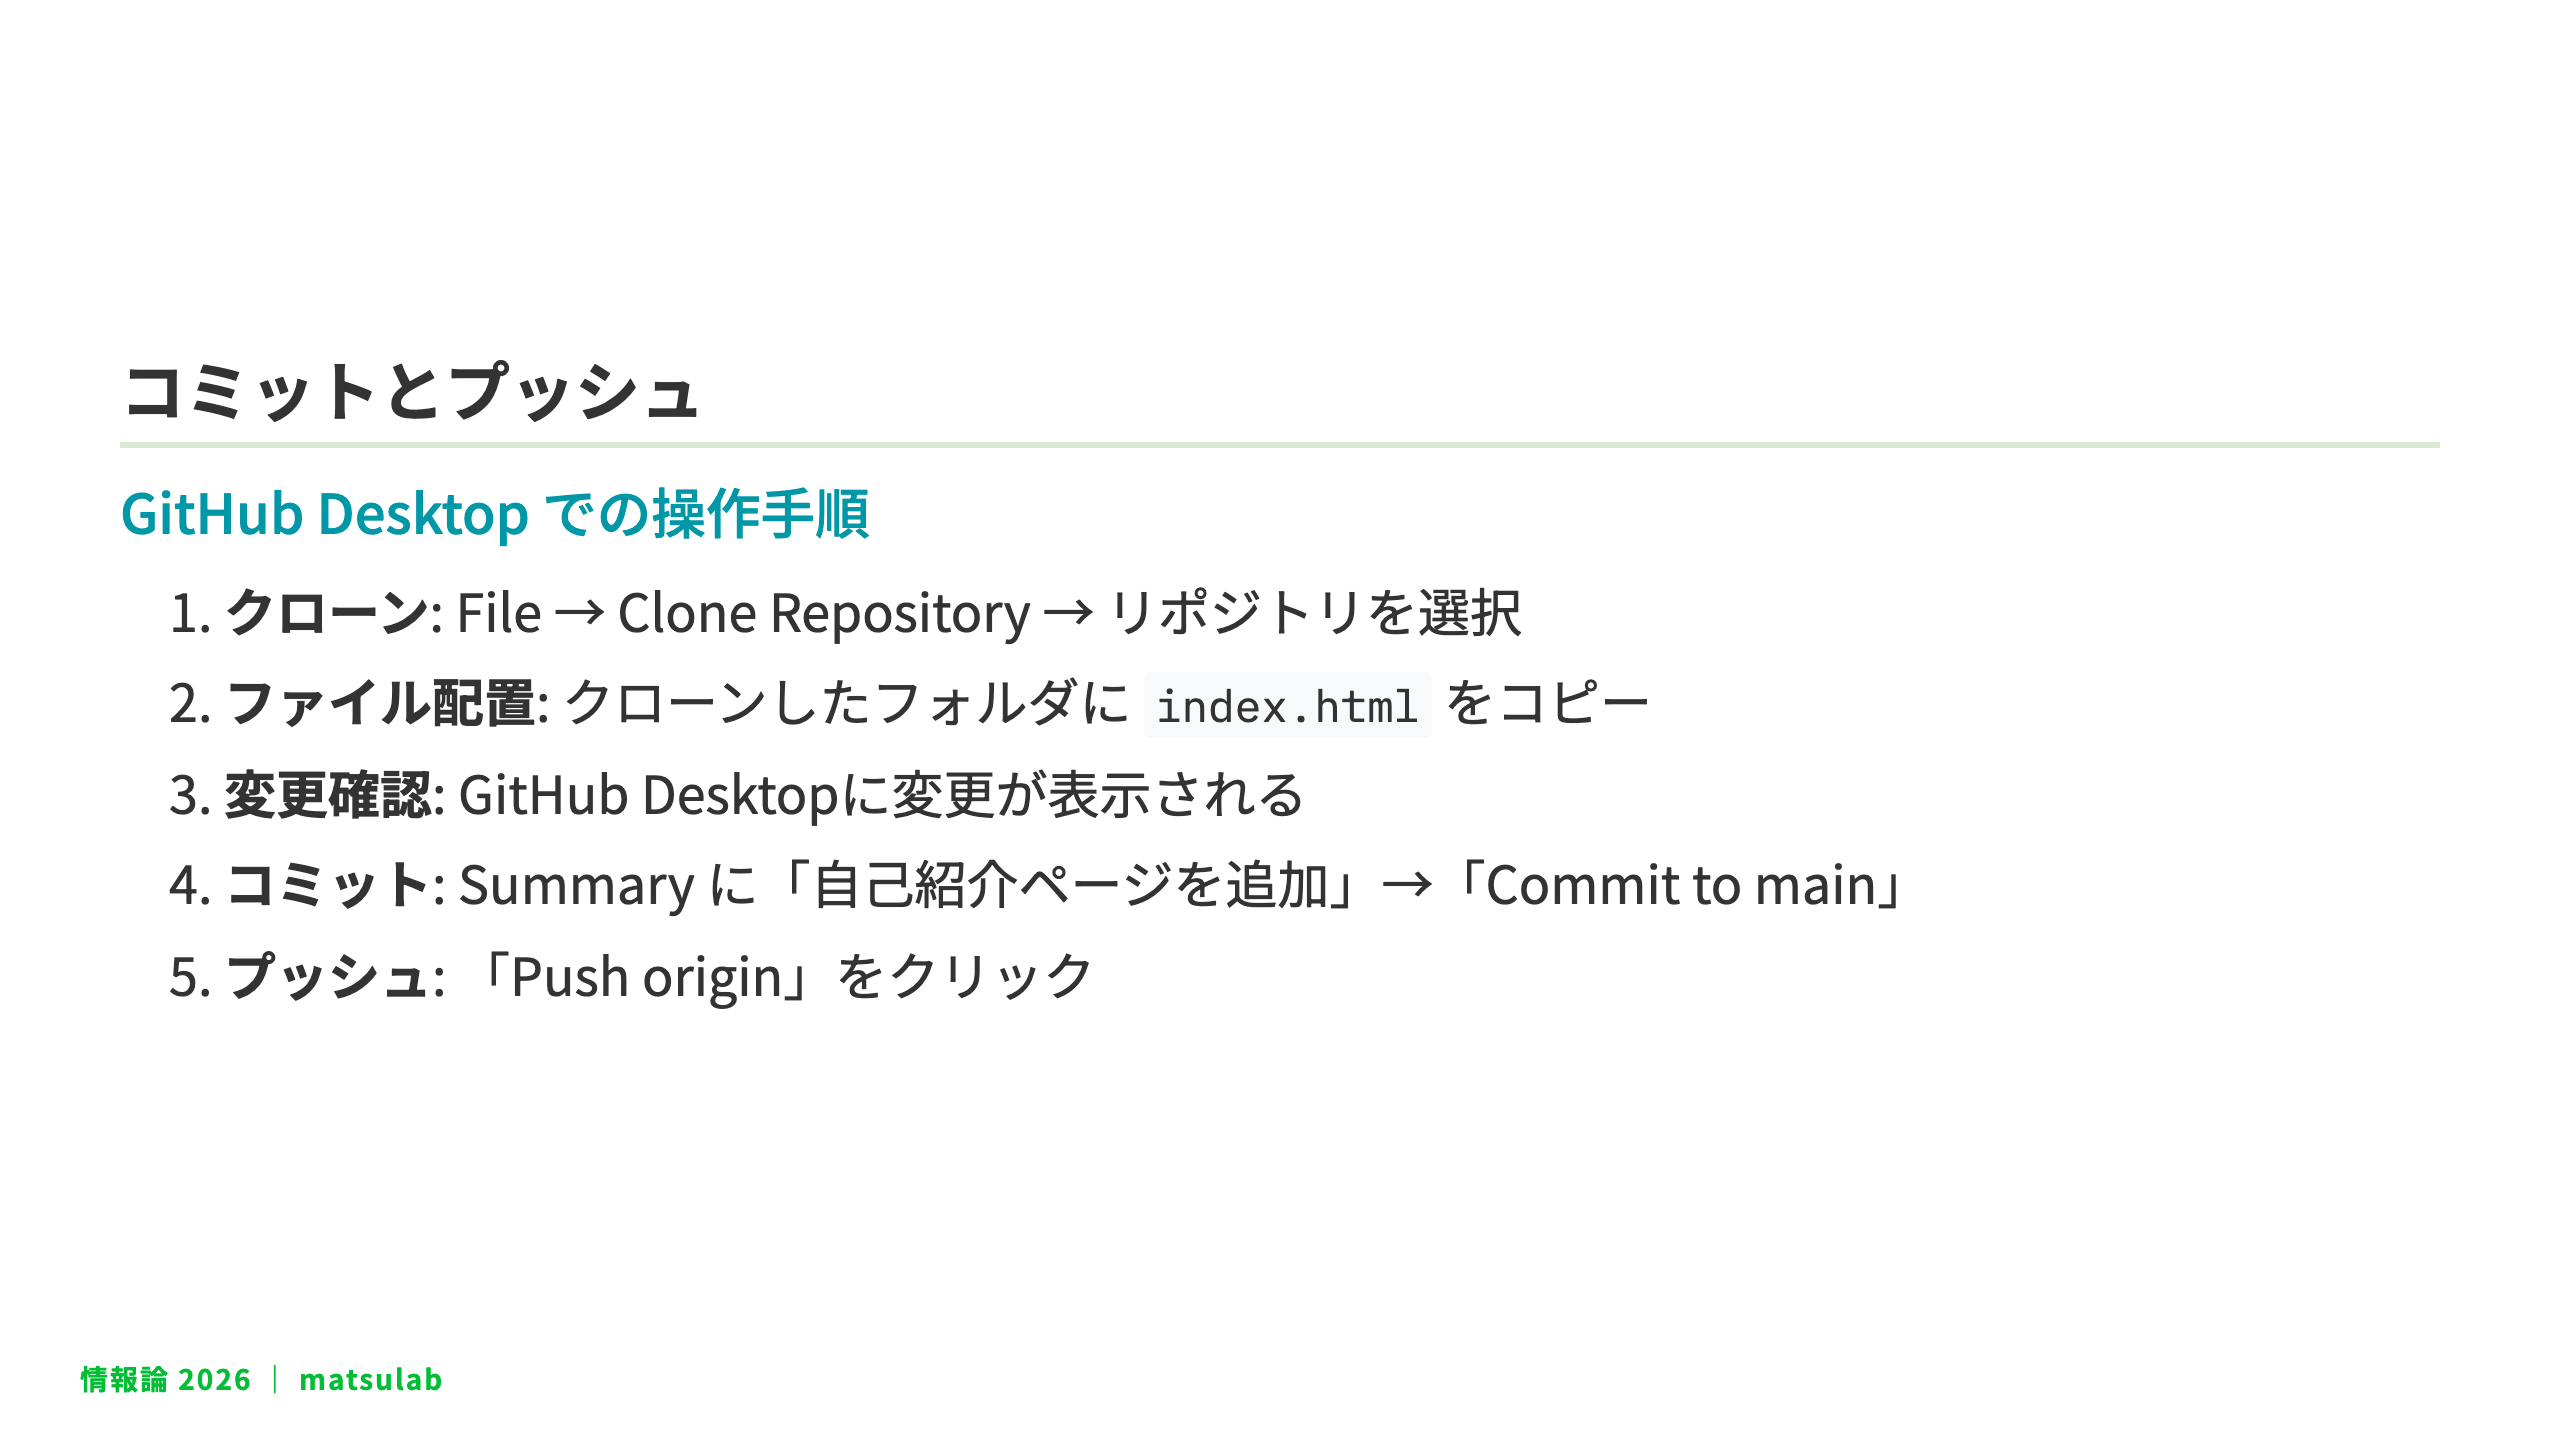 コミットとプッシュ
GitHub Desktop での操作手順
1. クローン: File → Clone Repository → リポジトリを選択
2. ファイル配置: クローンしたフォルダに index.html をコピー
3. 変更確認: GitHub Desktopに変更が表示される
4. コミット: Summary に「自己紹介ページを追加」→「Commit to main」
5. プッシュ: 「Push origin」をクリック
情報論 2026 ｜ matsulab